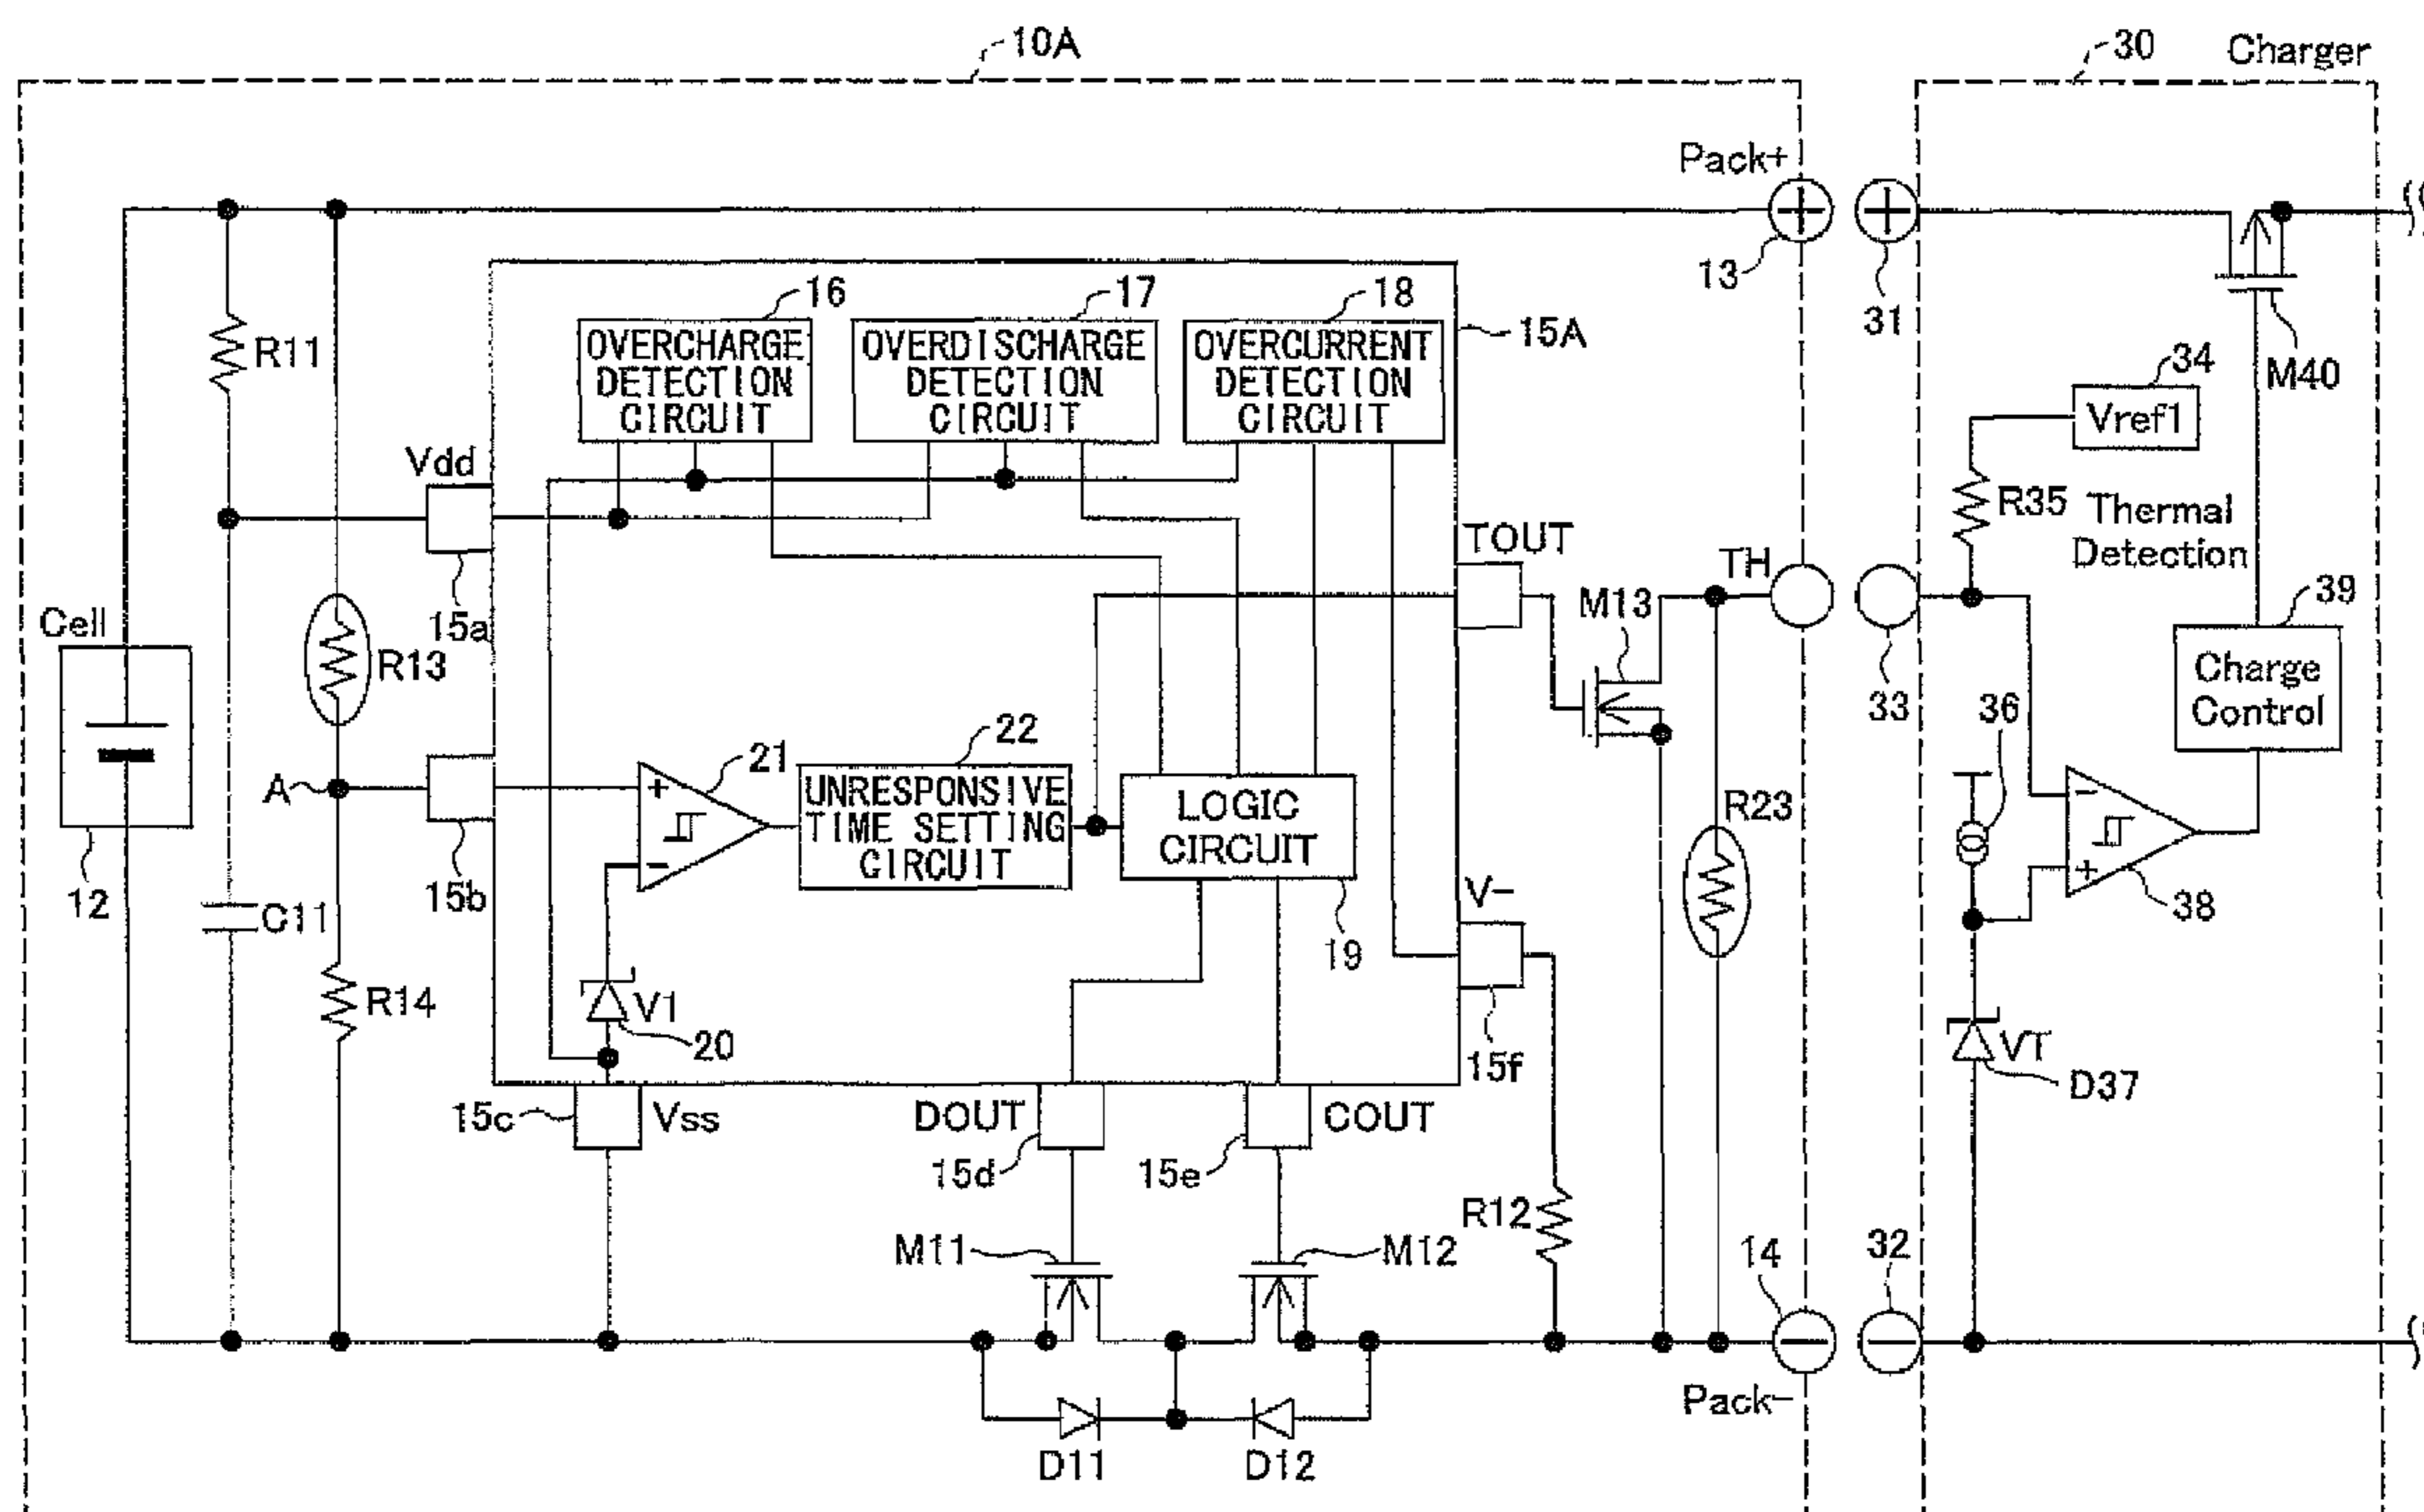 10A
30
Charger
Pack+
13
31
M40
16
17
18
15A
R11
OVERCHARGE
DETECTION
CIRCUIT
OVERDISCHARGE
DETECTION
CIRCUIT
OVERCURRENT
DETECTION
CIRCUIT
34
Vref1
Vdd
R35
Thermal
Detection
TOUT
TH
15a
M13
39
Cell
R13
33
Charge
Control
36
22
21
A
UNRESPONSIVE
TIME SETTING
CIRCUIT
LOGIC
CIRCUIT
R23
12
15b
C11
V-
38
19
R14
V1
20
15f
VT
D37
15c
Vss
DOUT
COUT
15d
15e
R12
M11
M12
14
32
Pack-
D11
D12